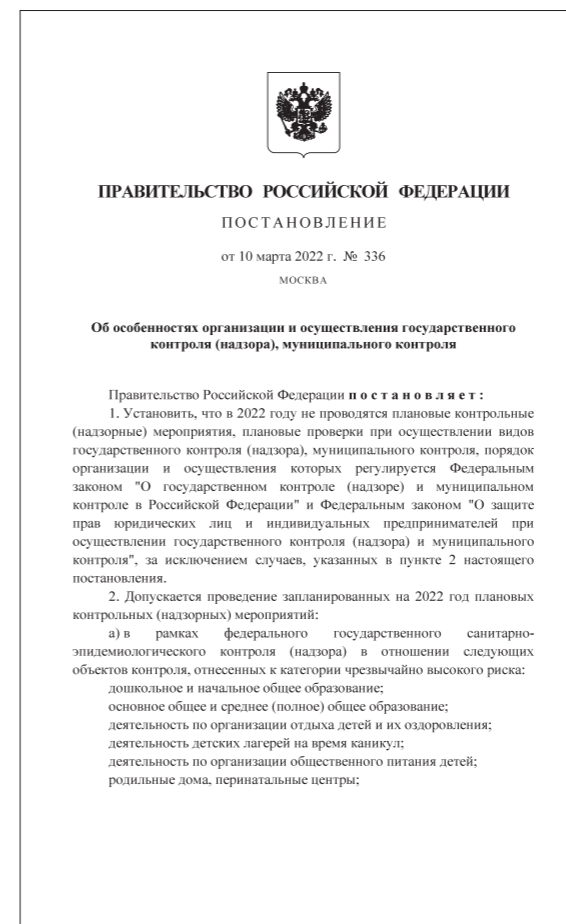 ПРАВИТЕЛЬСТВО РОССИЙСКОЙ ФЕДЕРАЦИИ
ПОСТАНОВЛЕНИЕ
от 10 марта 2022 г. № 336
МОСКВА
Об особенностях организации и осуществления государственного
контроля (надзора), муниципального контроля
Правительство Российской Федерации п о с т а н о в л я е т :
1. Установить, что в 2022 году не проводятся плановые контрольные
(надзорные) мероприятия, плановые проверки при осуществлении видов
государственного контроля (надзора), муниципального контроля, порядок
организации и осуществления которых регулируется Федеральным
законом "О государственном контроле (надзоре) и муниципальном
контроле в Российской Федерации" и Федеральным законом "О защите
прав юридических лиц и индивидуальных предпринимателей при
осуществлении государственного контроля (надзора) и муниципального
контроля", за исключением случаев, указанных в пункте 2 настоящего
постановления.
2. Допускается проведение запланированных на 2022 год плановых
контрольных (надзорных) мероприятий:
а) в рамках федерального государственного санитарно-
эпидемиологического контроля (надзора) в отношении следующих
объектов контроля, отнесенных к категории чрезвычайно высокого риска:
дошкольное и начальное общее образование;
основное общее и среднее (полное) общее образование;
деятельность по организации отдыха детей и их оздоровления;
деятельность детских лагерей на время каникул;
деятельность по организации общественного питания детей;
родильные дома, перинатальные центры;